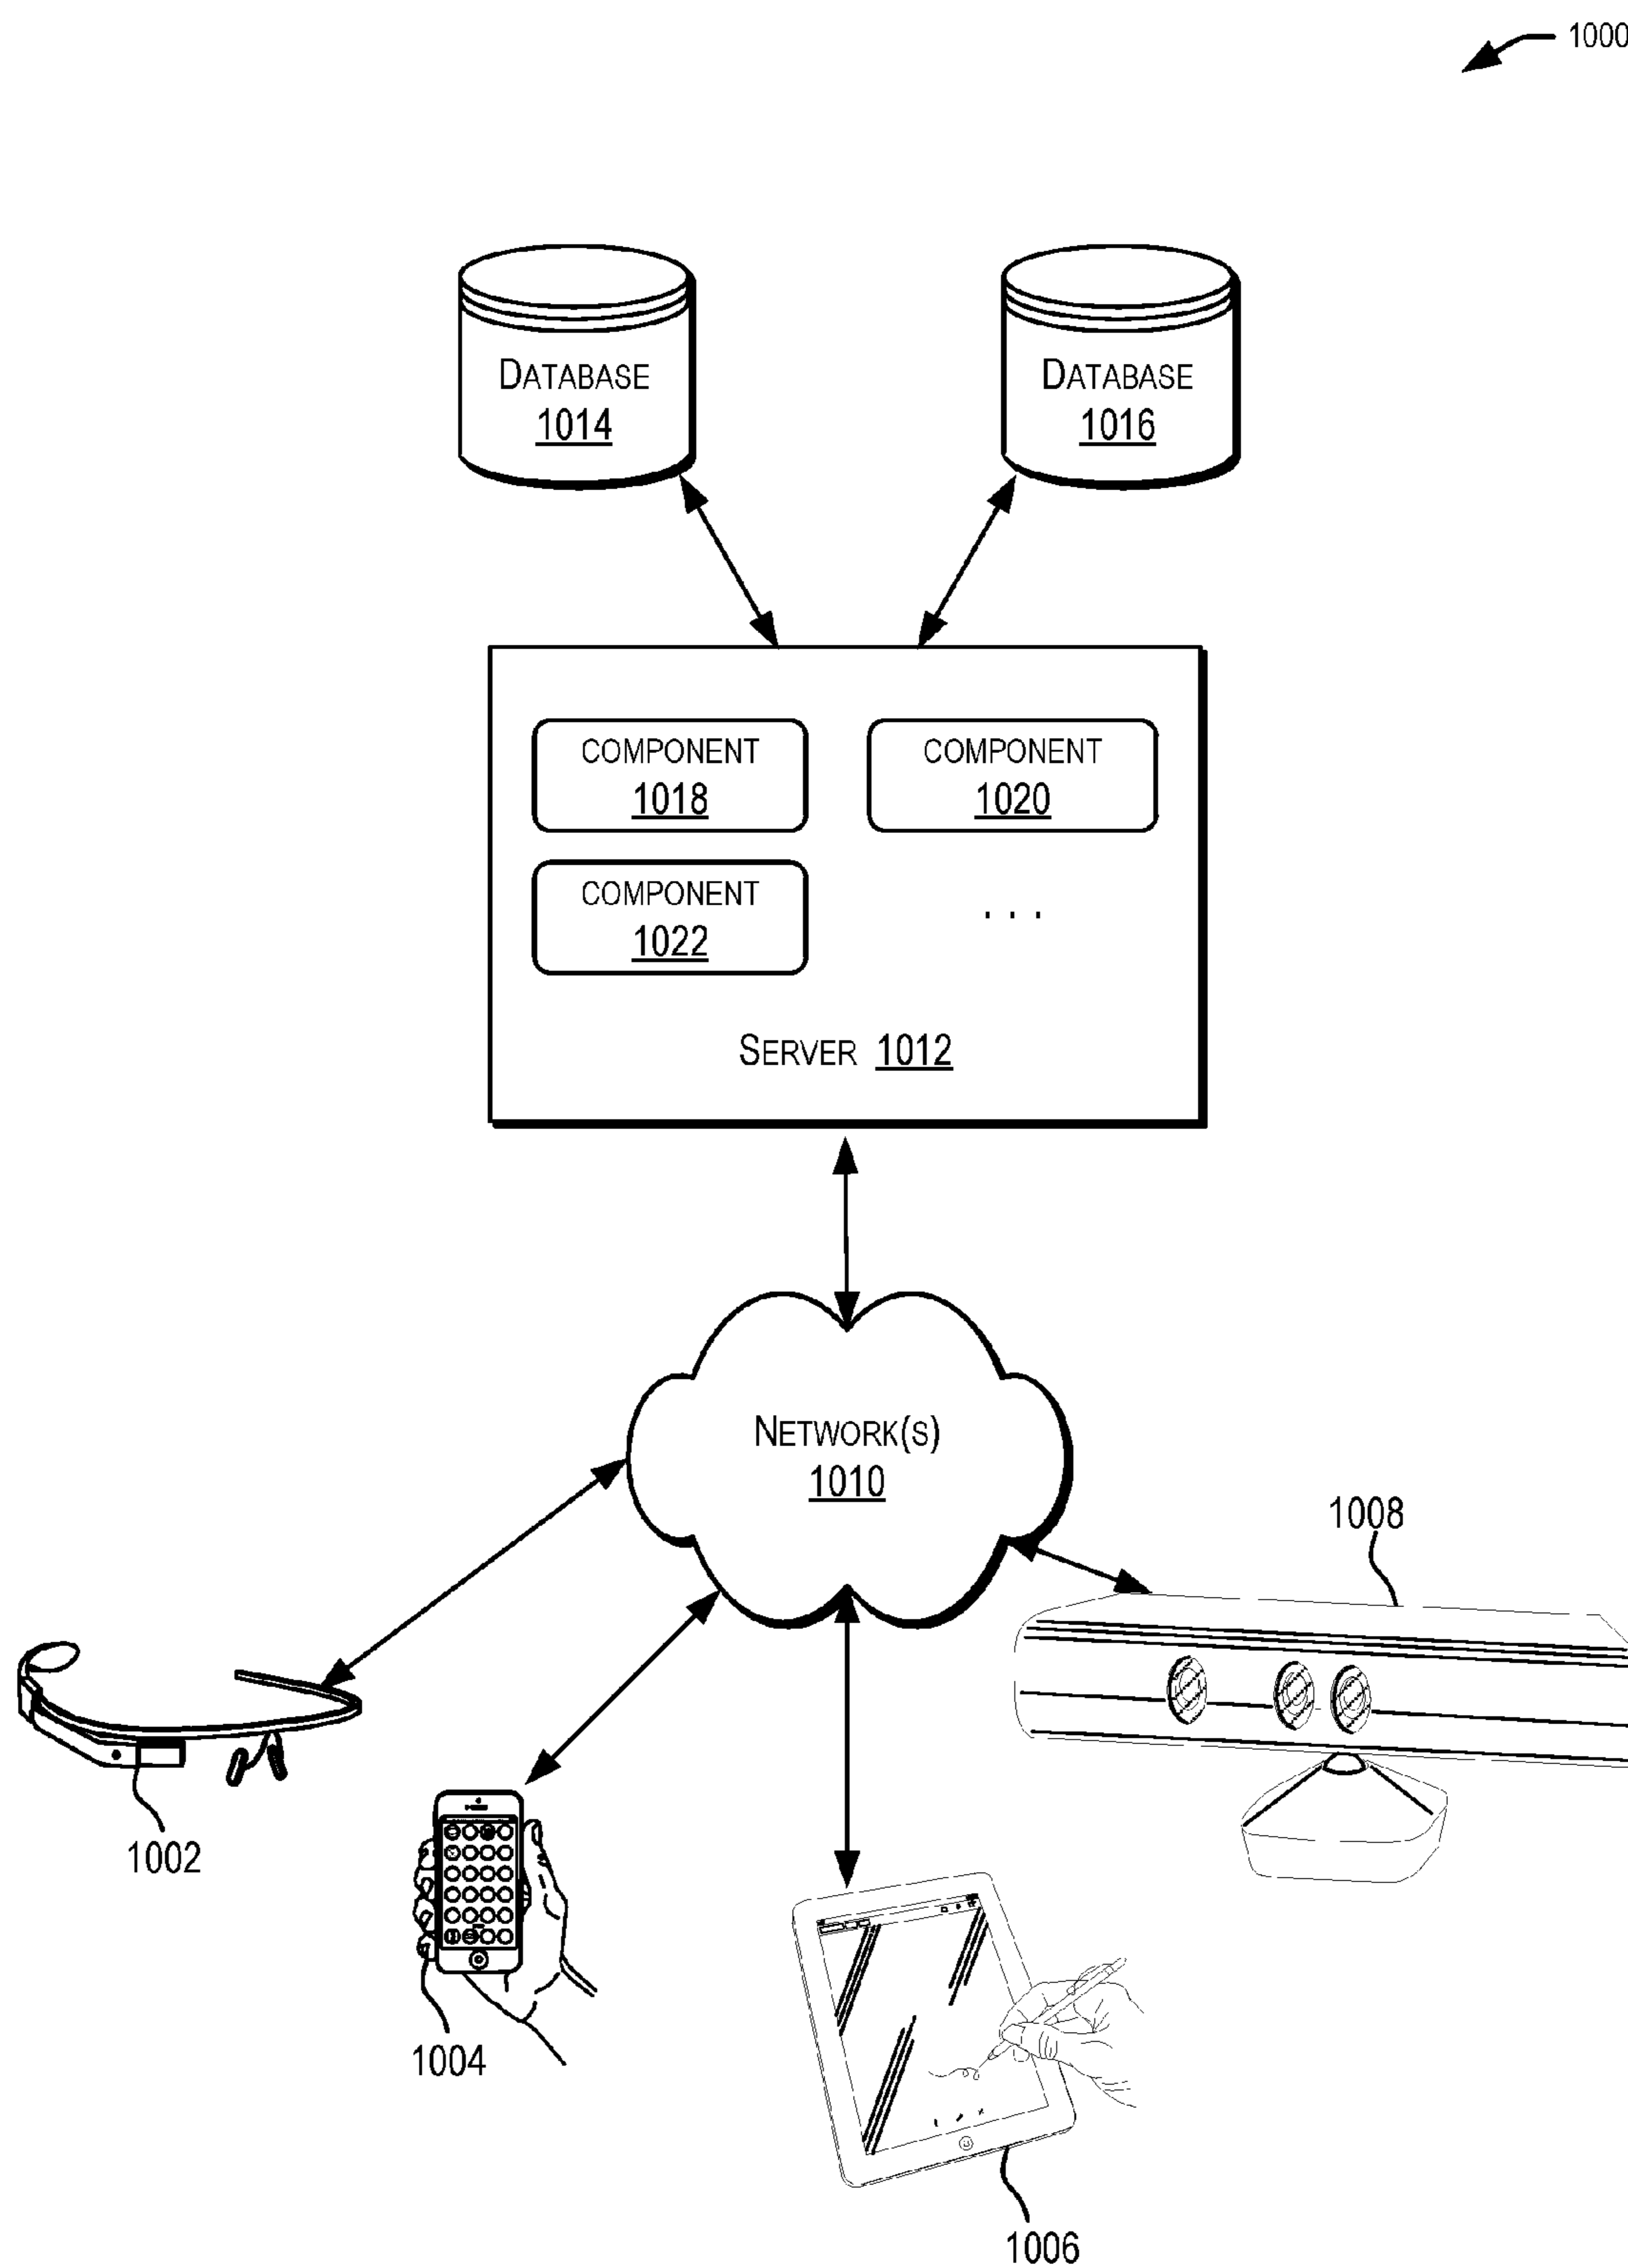 1000
DATABASE
1014
DATABASE
1016
COMPONENT
1018
COMPONENT
1020
COMPONENT
1022
. . .
SERVER 1012
NETWORK(S)
1010
1008
1002
1004
1006